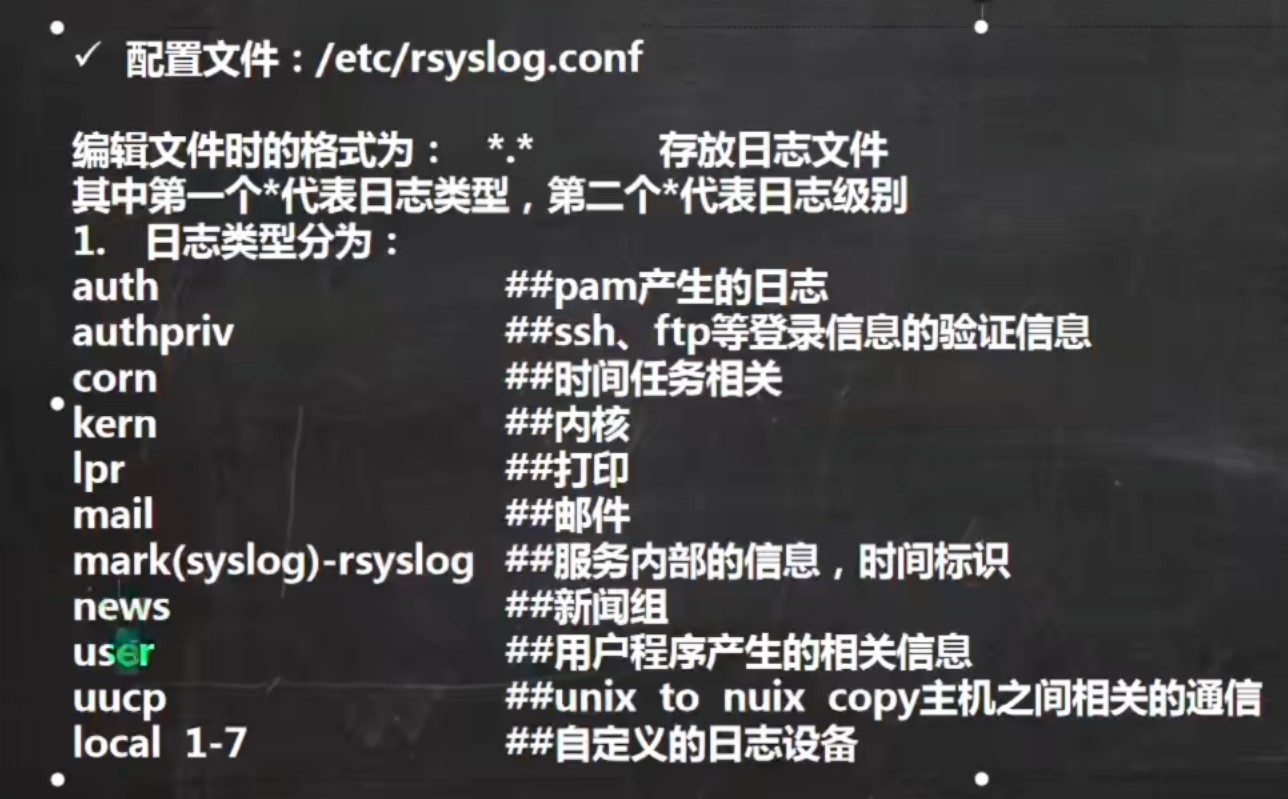 ✓ 配置文件：/etc/rsyslog.conf
编辑文件时的格式为： *.* 存放日志文件
其中第一个*代表日志类型，第二个*代表日志级别
1. 日志类型分为：
auth ##pam产生的日志
authpriv ##ssh、ftp等登录信息的验证信息
corn ##时间任务相关
kern ##内核
lpr ##打印
mail ##邮件
mark(syslog)-rsyslog ##服务内部的信息，时间标识
news ##新闻组
user ##用户程序产生的相关信息
uucp ##unix to nuix copy主机之间相关的通信
local 1-7 ##自定义的日志设备